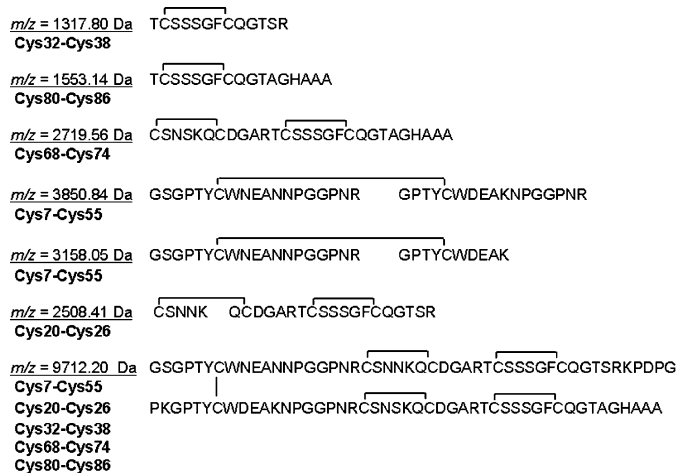 m/z = 1317.80 Da TCSSSGFCQGTSR
Cys32-Cys38
m/z = 1553.14 Da TCSSSGFCQGTAGHAAA
Cys80-Cys86
m/z = 2719.56 Da CSNSKQCDGARTCSSSGFCQGTAGHAAA
Cys68-Cys74
m/z = 3850.84 Da GSGPTYCWNEANNPGGPNR GPTYCWDEAKNPGGPNR
Cys7-Cys55
m/z = 3158.05 Da GSGPTYCWNEANNPGGPNR GPTYCWDEAK
Cys7-Cys55
m/z = 2508.41 Da CSNNK QCDGARTCSSSGFCQGTSR
Cys20-Cys26
m/z = 9712.20 Da GSGPTYCWNEANNPGGPNRCSNNKQCDGARTCSSSGFCQGTSRKPDPG
Cys7-Cys55
Cys20-Cys26 PKGPTYCWDEAKNPGGPNRCSNSKQCDGARTCSSSGFCQGTAGHAAA
Cys32-Cys38
Cys68-Cys74
Cys80-Cys86